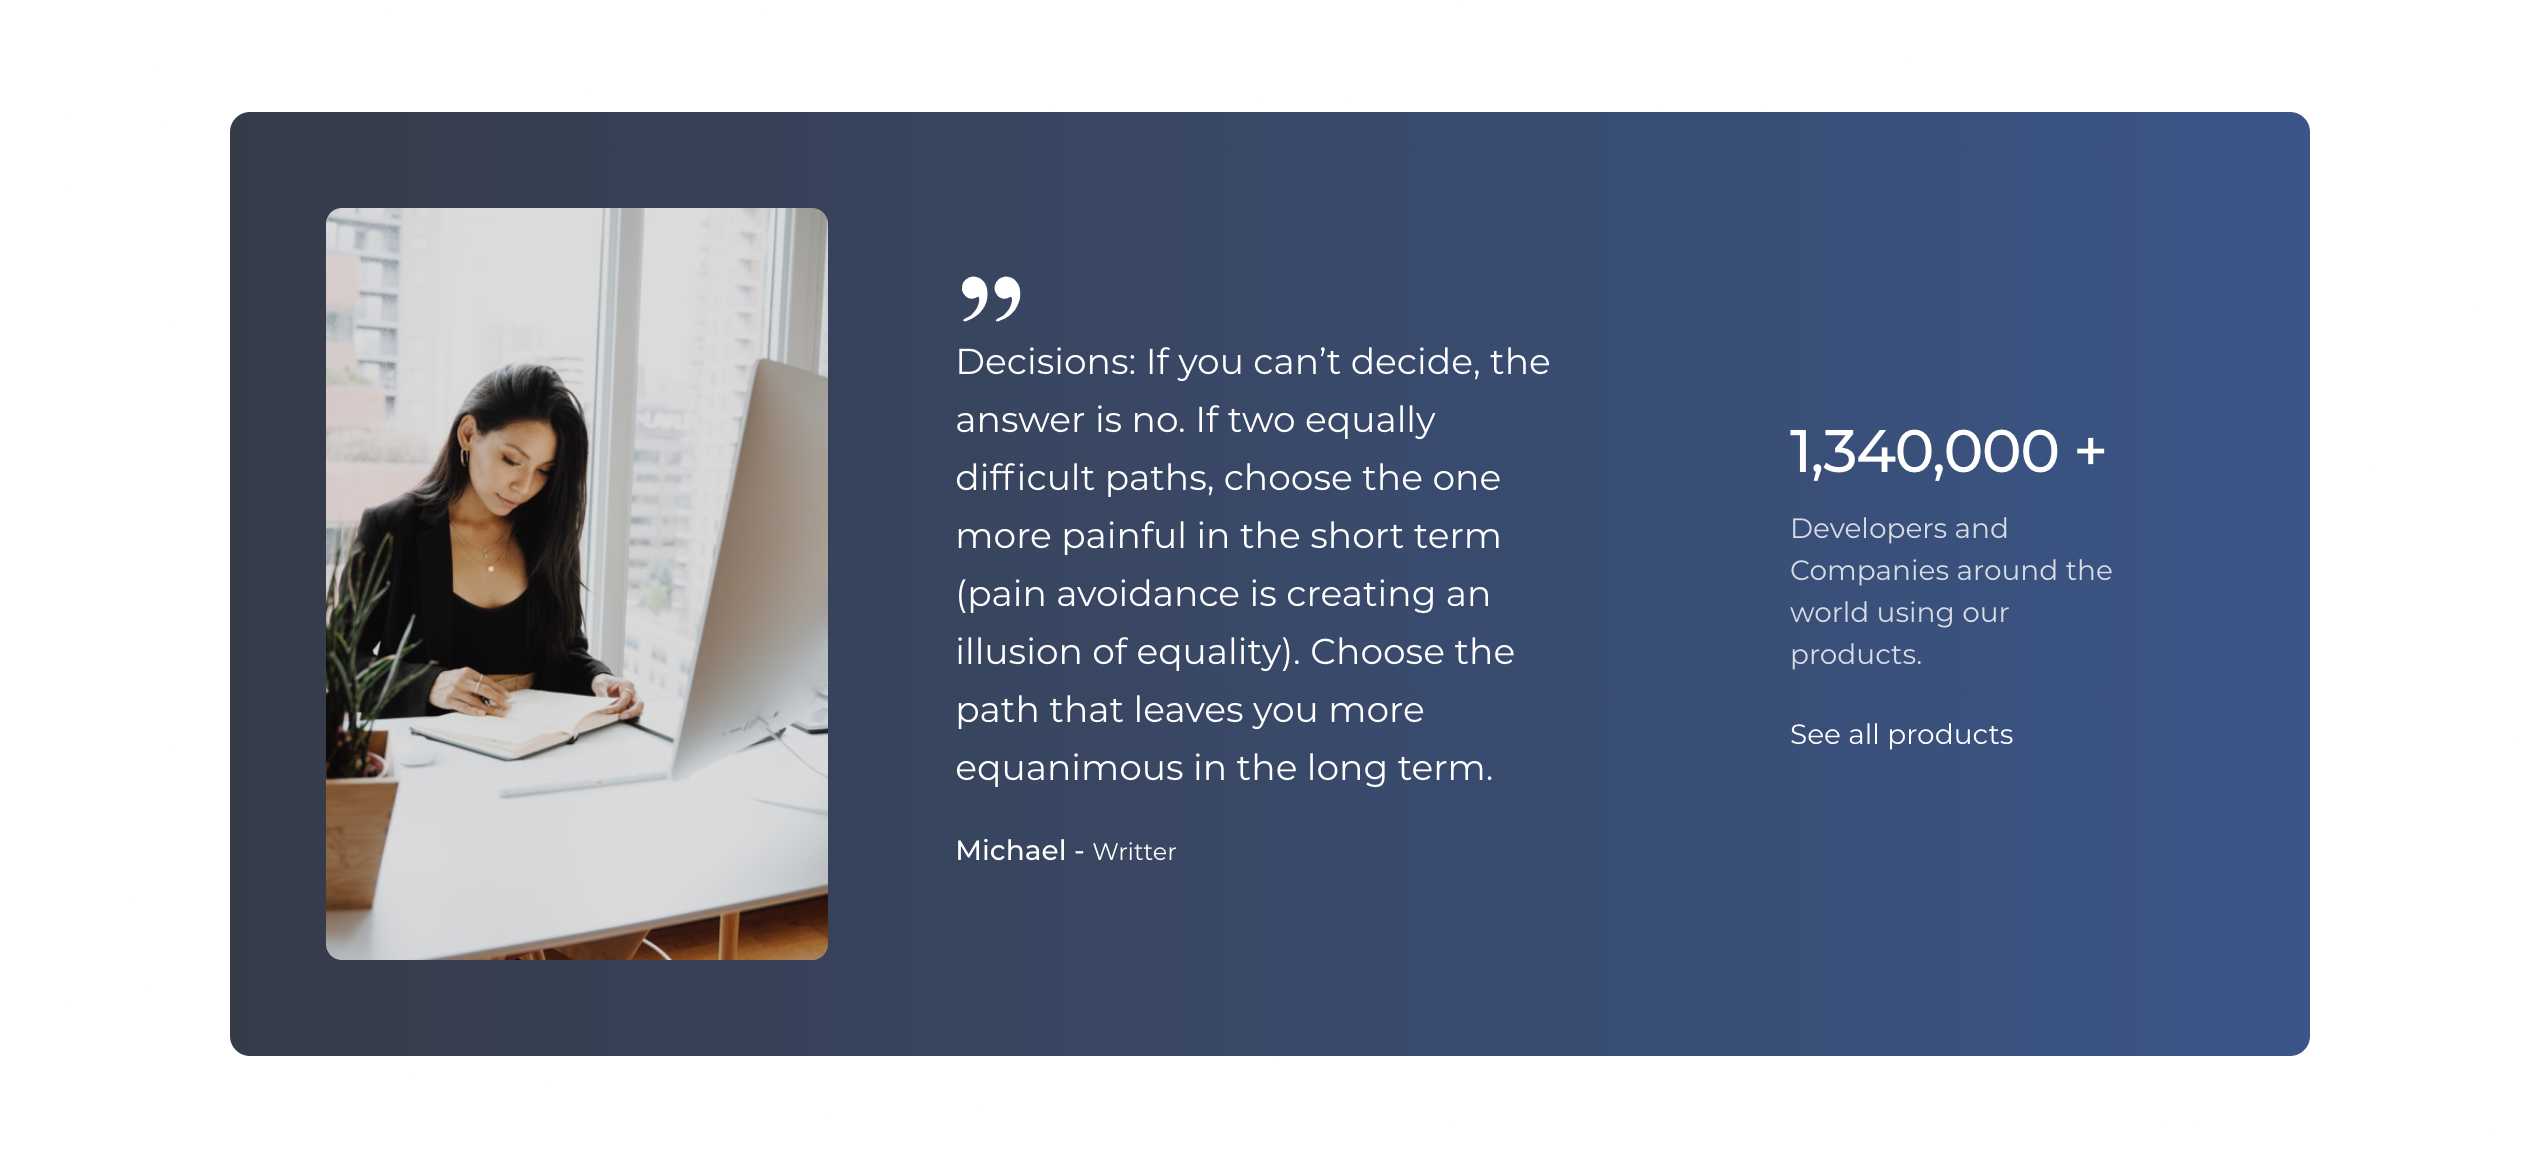 ”
Decisions: If you can’t decide, the
answer is no. If two equally
difficult paths, choose the one
more painful in the short term
(pain avoidance is creating an
illusion of equality). Choose the
path that leaves you more
equanimous in the long term.
Michael - Writter
1,340,000 +
Developers and
Companies around the
world using our
products.
See all products